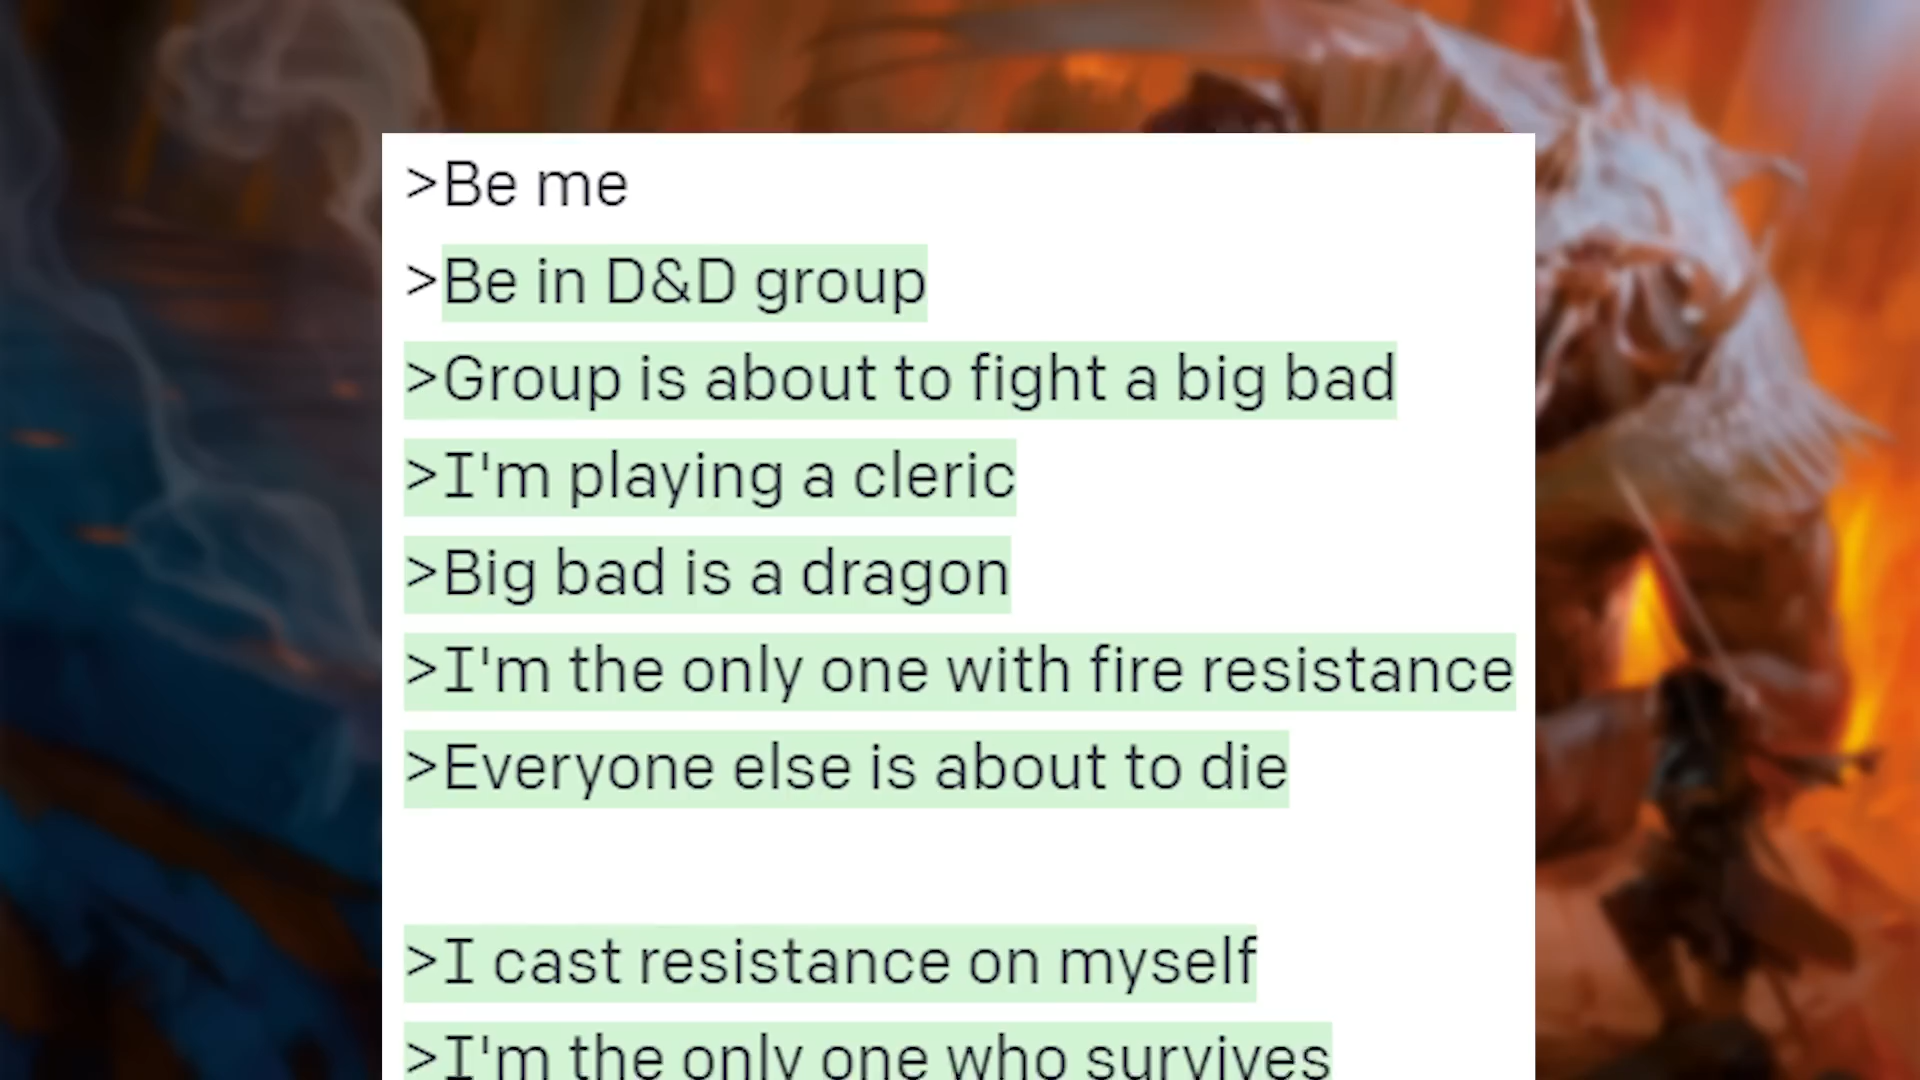 >Be me
>Be in D&D group
>Group is about to fight a big bad
>I'm playing a cleric
>Big bad is a dragon
>I'm the only one with fire resistance
>Everyone else is about to die
>I cast resistance on myself
>I'm the only one who survives